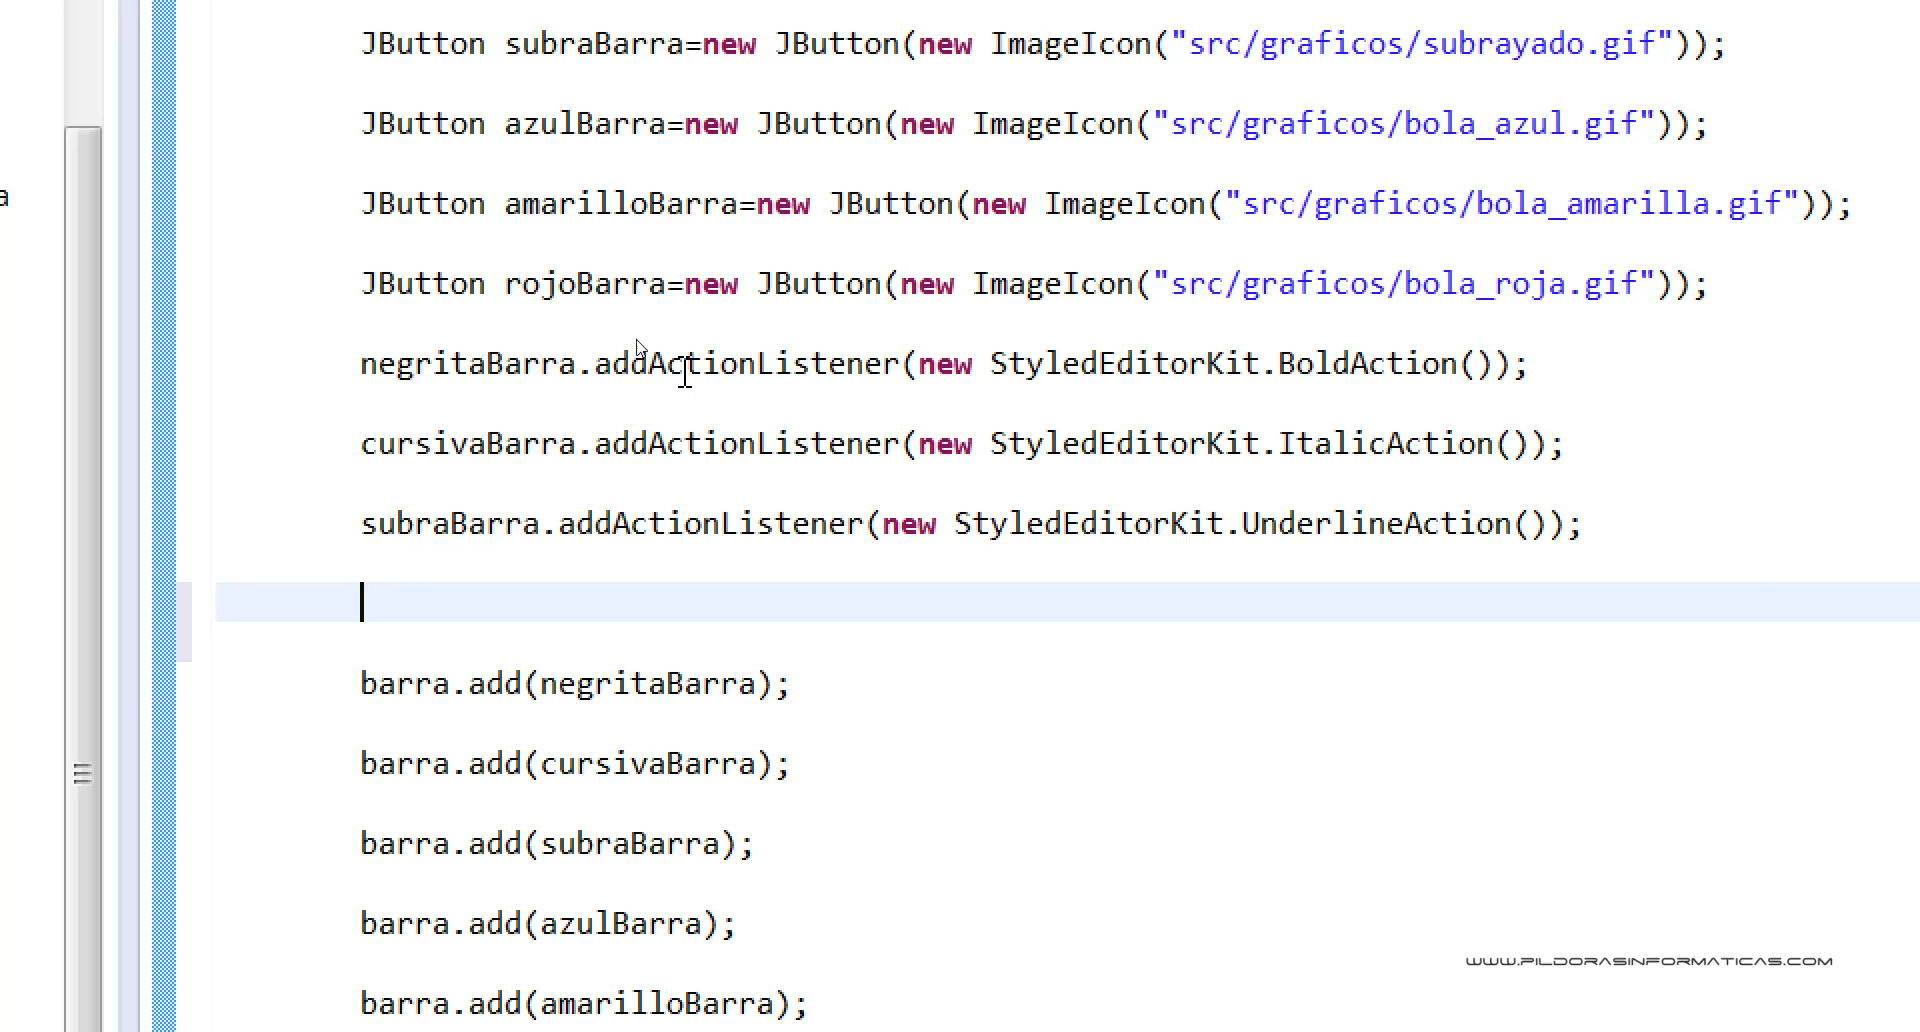 JButton subraBarra=new JButton(new ImageIcon("src/graficos/subrayado.gif"));
JButton azulBarra=new JButton(new ImageIcon("src/graficos/bola_azul.gif"));
JButton amarilloBarra=new JButton(new ImageIcon("src/graficos/bola_amarilla.gif"));
a
JButton rojoBarra=new JButton(new ImageIcon("src/graficos/bola_roja.gif"));
negritaBarra.addActionListener(new StyledEditorKit.BoldAction());
cursivaBarra.addActionListener(new StyledEditorKit.ItalicAction());
subraBarra.addActionListener(new StyledEditorKit.UnderlineAction());
barra.add(negritaBarra);
barra.add(cursivaBarra);
barra.add(subraBarra);
barra.add(azulBarra);
WWW.PILDORASINFORMATICAS.COM
barra.add(amarilloBarra);